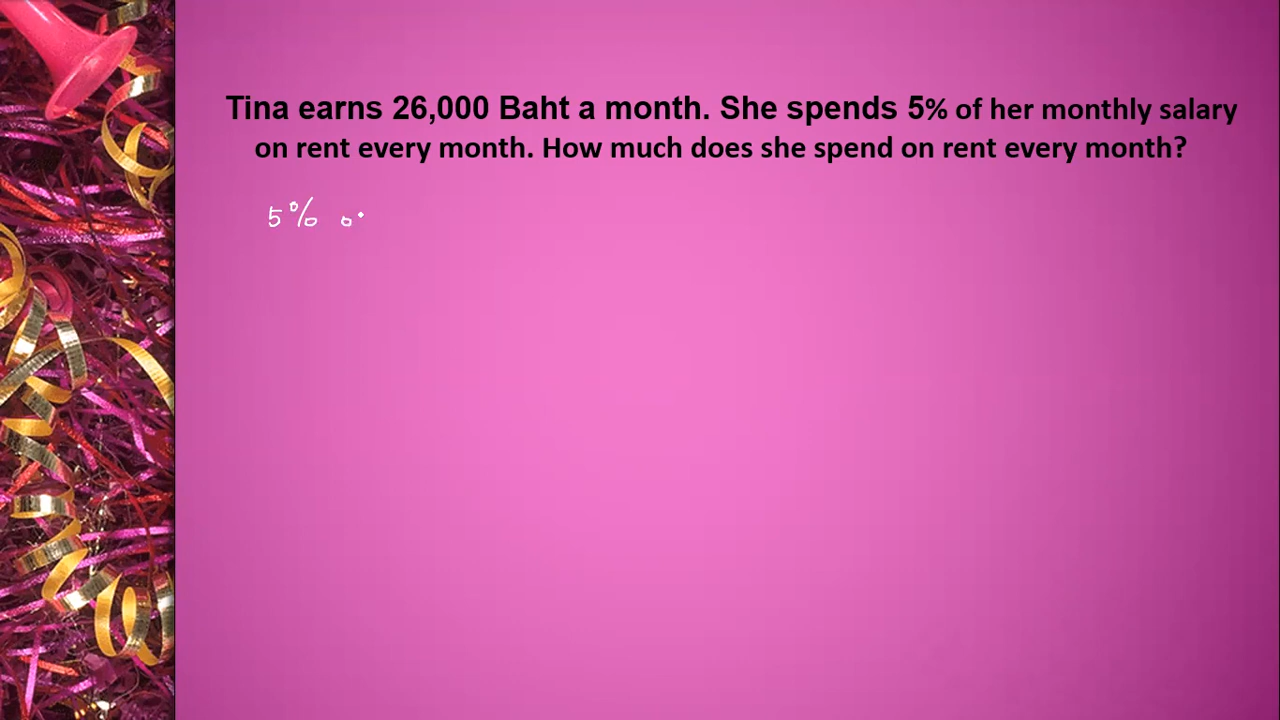 Tina earns 26,000 Baht a month. She spends 5% of her monthly salary
on rent every month. How much does she spend on rent every month?
5%